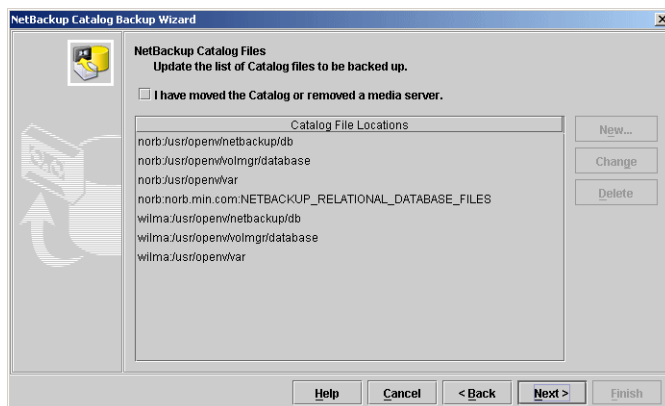 NetBackup Catalog Backup Wizard
NetBackup Catalog Files
Update the list of Catalog files to be backed up.
I have moved the Catalog or removed a media server.
Catalog File Locations
norb:/usr/openv/netbackup/db
norb:/usr/openv/volmgr/database
norb:/usr/openv/var
norb:norb.min.com:NETBACKUP_RELATIONAL_DATABASE_FILES
wilma:/usr/openv/netbackup/db
wilma:/usr/openv/volmgr/database
wilma:/usr/openv/var
New...
Change
Delete
Help
Cancel
< Back
Next >
Finish